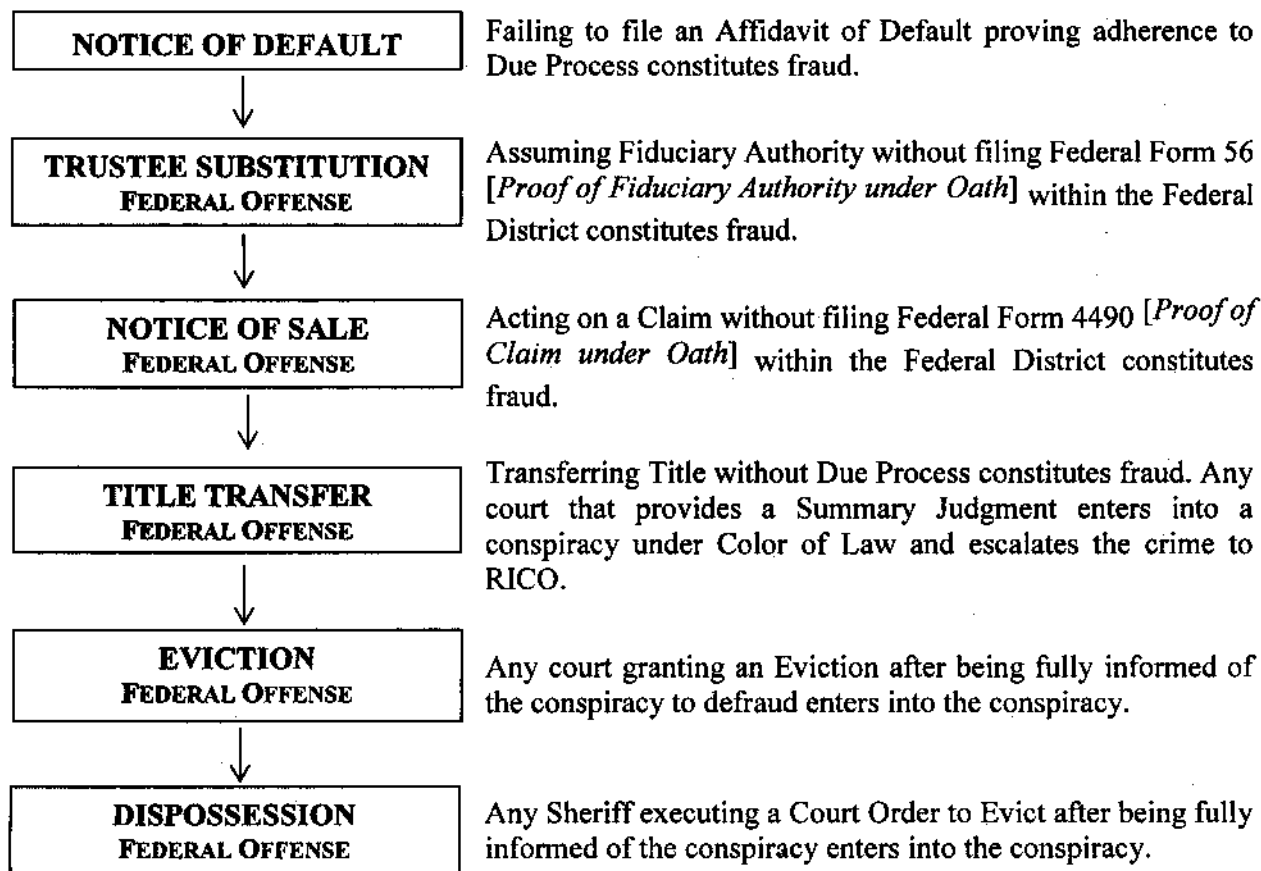 NOTICE OF DEFAULT
Failing to file an Affidavit of Default proving adherence to
Due Process constitutes fraud.
TRUSTEE SUBSTITUTION
FEDERAL OFFENSE
Assuming Fiduciary Authority without filing Federal Form 56
[Proof of Fiduciary Authority under Oath] within the Federal
District constitutes fraud.
NOTICE OF SALE
FEDERAL OFFENSE
Acting on a Claim without filing Federal Form 4490 [Proof of
Claim under Oath] within the Federal District constitutes
fraud.
TITLE TRANSFER
FEDERAL OFFENSE
Transferring Title without Due Process constitutes fraud. Any
court that provides a Summary Judgment enters into a
conspiracy under Color of Law and escalates the crime to
RICO.
EVICTION
FEDERAL OFFENSE
Any court granting an Eviction after being fully informed of
the conspiracy to defraud enters into the conspiracy.
DISPOSSESSION
FEDERAL OFFENSE
Any Sheriff executing a Court Order to Evict after being fully
informed of the conspiracy enters into the conspiracy.